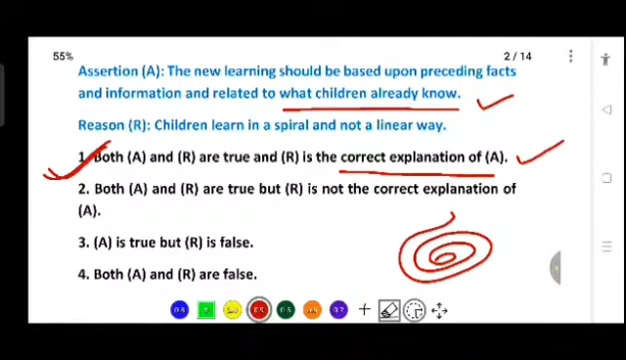 55%
2 / 14
Assertion (A): The new learning should be based upon preceding facts
and information and related to what children already know.
Reason (R): Children learn in a spiral and not a linear way.
1. Both (A) and (R) are true and (R) is the correct explanation of (A).
2. Both (A) and (R) are true but (R) is not the correct explanation of
(A).
3. (A) is true but (R) is false.
4. Both (A) and (R) are false.